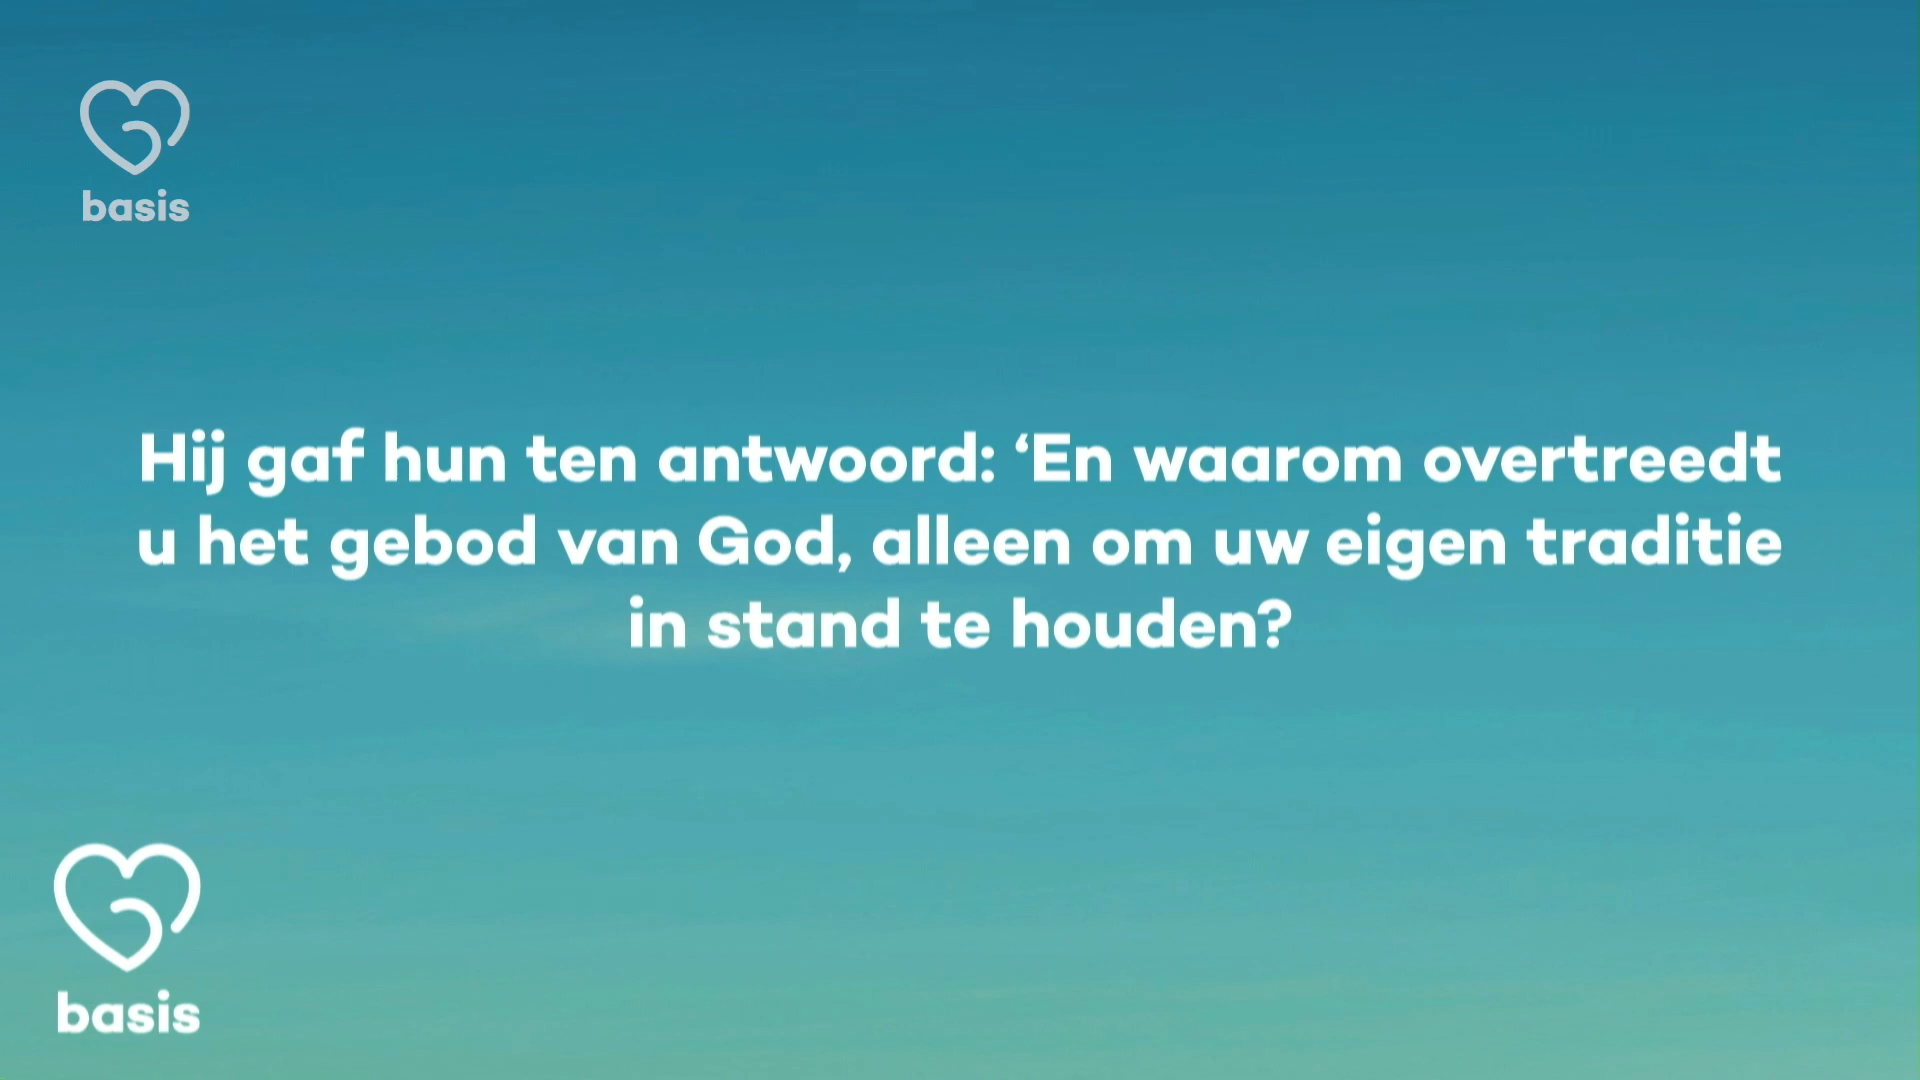 basis
Hij gaf hun ten antwoord: ‘En waarom overtreedt
u het gebod van God, alleen om uw eigen traditie
in stand te houden?
basis